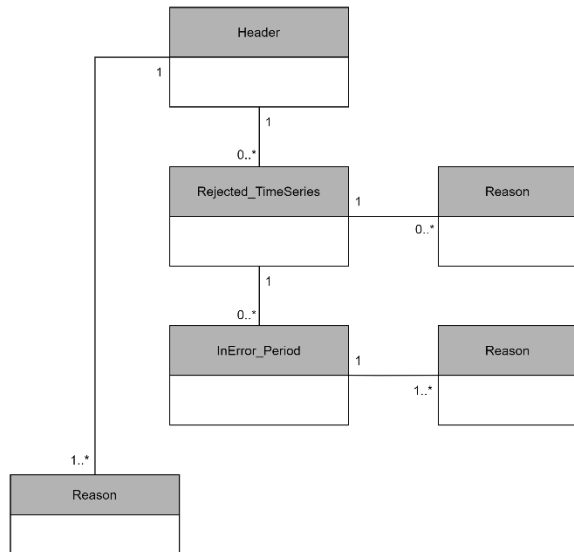 Header
1
1
0..*
Rejected_TimeSeries
1
Reason
0..*
1
0..*
InError_Period
1
Reason
1..*
1..*
Reason